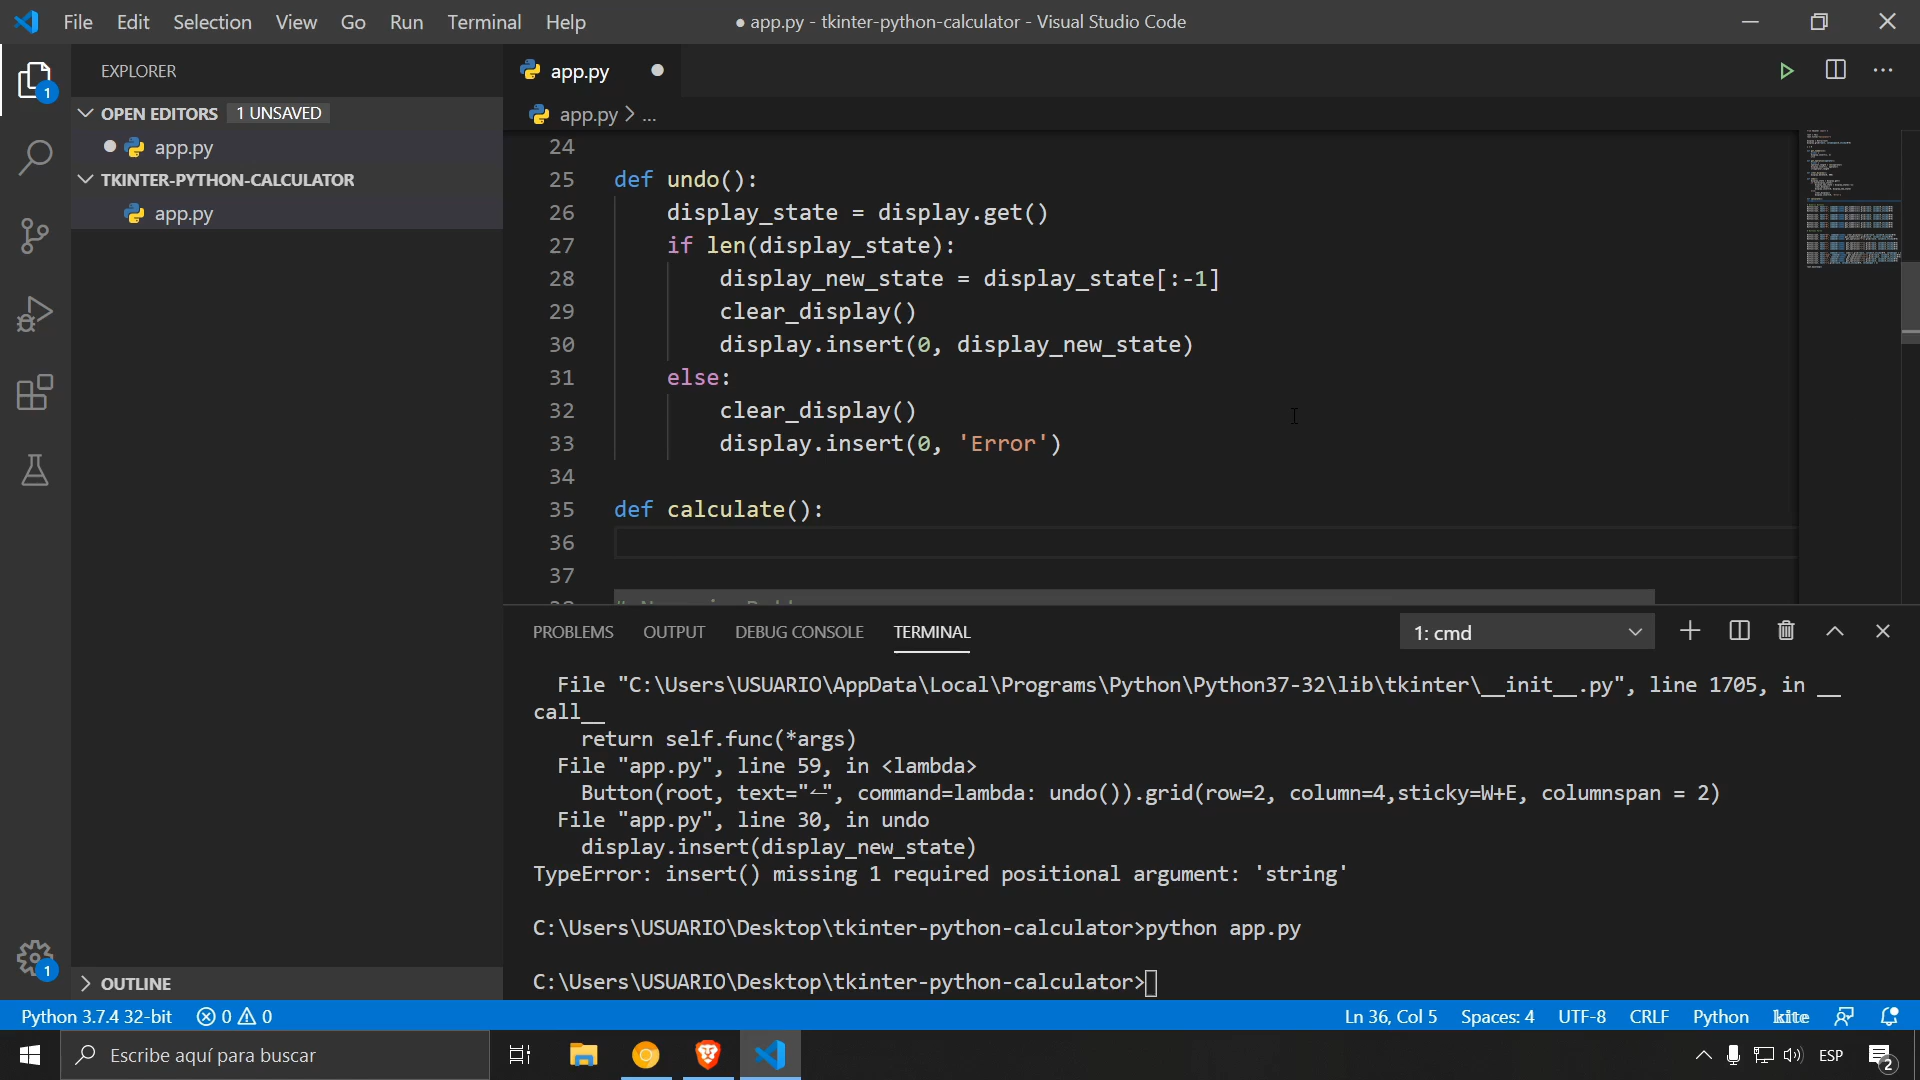 File Edit Selection View Go Run Terminal Help
● app.py - tkinter-python-calculator - Visual Studio Code
EXPLORER
OPEN EDITORS 1 UNSAVED
app.py
TKINTER-PYTHON-CALCULATOR
app.py
OUTLINE
app.py
app.py > ...
24
25 def undo():
26 display_state = display.get()
27 if len(display_state):
28 display_new_state = display_state[:-1]
29 clear_display()
30 display.insert(0, display_new_state)
31 else:
32 clear_display()
33 display.insert(0, 'Error')
34
35 def calculate():
36
37
PROBLEMS OUTPUT DEBUG CONSOLE TERMINAL
1: cmd
File "C:\Users\USUARIO\AppData\Local\Programs\Python\Python37-32\lib\tkinter\__init__.py", line 1705, in __
call__
return self.func(*args)
File "app.py", line 59, in <lambda>
Button(root, text="←", command=lambda: undo()).grid(row=2, column=4,sticky=W+E, columnspan = 2)
File "app.py", line 30, in undo
display.insert(display_new_state)
TypeError: insert() missing 1 required positional argument: 'string'
C:\Users\USUARIO\Desktop\tkinter-python-calculator>python app.py
C:\Users\USUARIO\Desktop\tkinter-python-calculator>
1
1
Python 3.7.4 32-bit 0 0
Ln 36, Col 5 Spaces: 4 UTF-8 CRLF Python kite
Escribe aquí para buscar
ESP 2